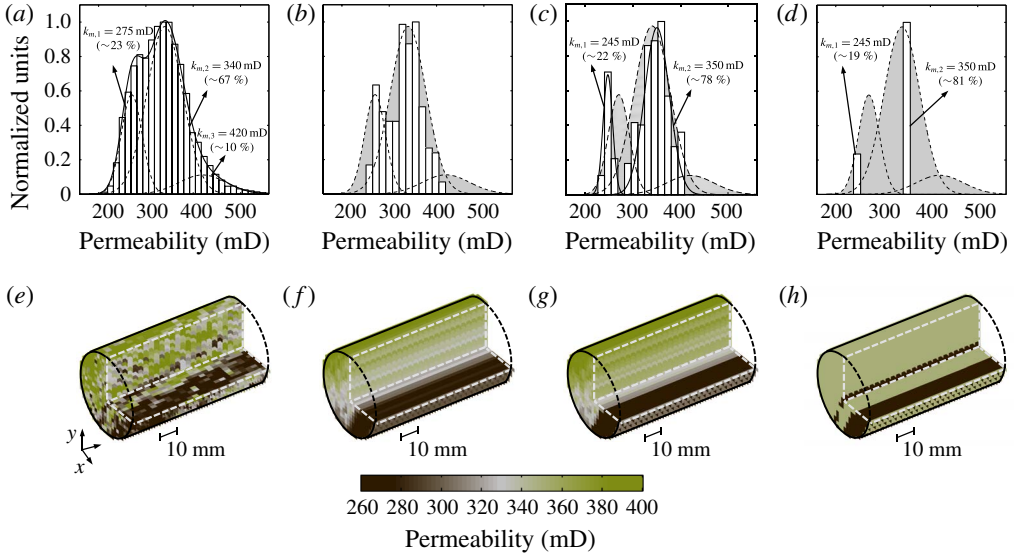 (a)
(b)
(c)
(d)
Normalized units
1.0
0.8
0.6
0.4
0.2
0
k_{m,1} = 275 mD
(~23 %)
k_{m,2} = 340 mD
(~67 %)
k_{m,3} = 420 mD
(~10 %)
k_{m,1} = 245 mD
(~22 %)
k_{m,2} = 350 mD
(~78 %)
k_{m,1} = 245 mD
(~19 %)
k_{m,2} = 350 mD
(~81 %)
200 300 400 500
200 300 400 500
200 300 400 500
200 300 400 500
Permeability (mD)
Permeability (mD)
Permeability (mD)
Permeability (mD)
(e)
(f)
(g)
(h)
y
x
10 mm
10 mm
10 mm
10 mm
260 280 300 320 340 360 380 400
Permeability (mD)